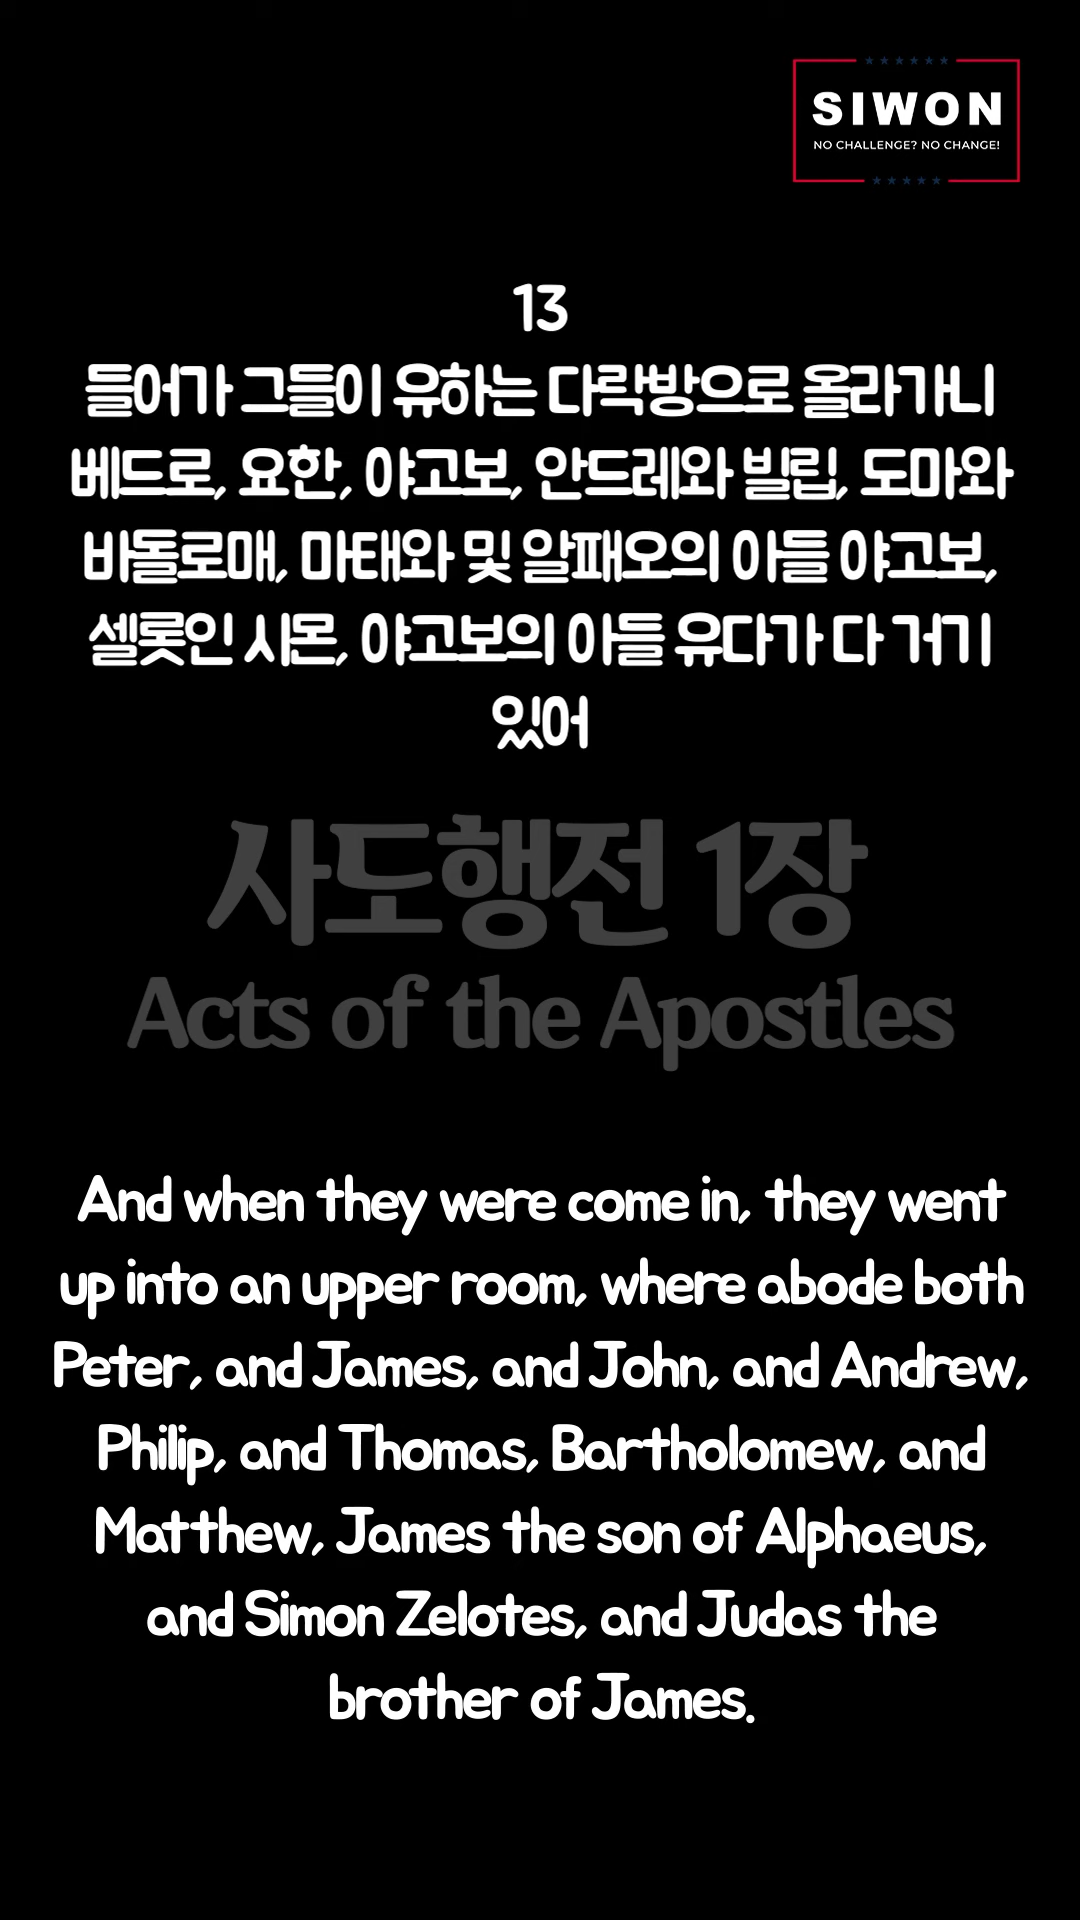 SIWON
NO CHALLENGE? NO CHANGE!
13
들어가 그들이 유하는 다락방으로 올라가니
베드로, 요한, 야고보, 안드레와 빌립, 도마와
바돌로매, 마태와 및 알패오의 아들 야고보,
셀롯인 시몬, 야고보의 아들 유다가 다 거기
있어
사도행전 1장
Acts of the Apostles
And when they were come in, they went
up into an upper room, where abode both
Peter, and James, and John, and Andrew,
Philip, and Thomas, Bartholomew, and
Matthew, James the son of Alphaeus,
and Simon Zelotes, and Judas the
brother of James.